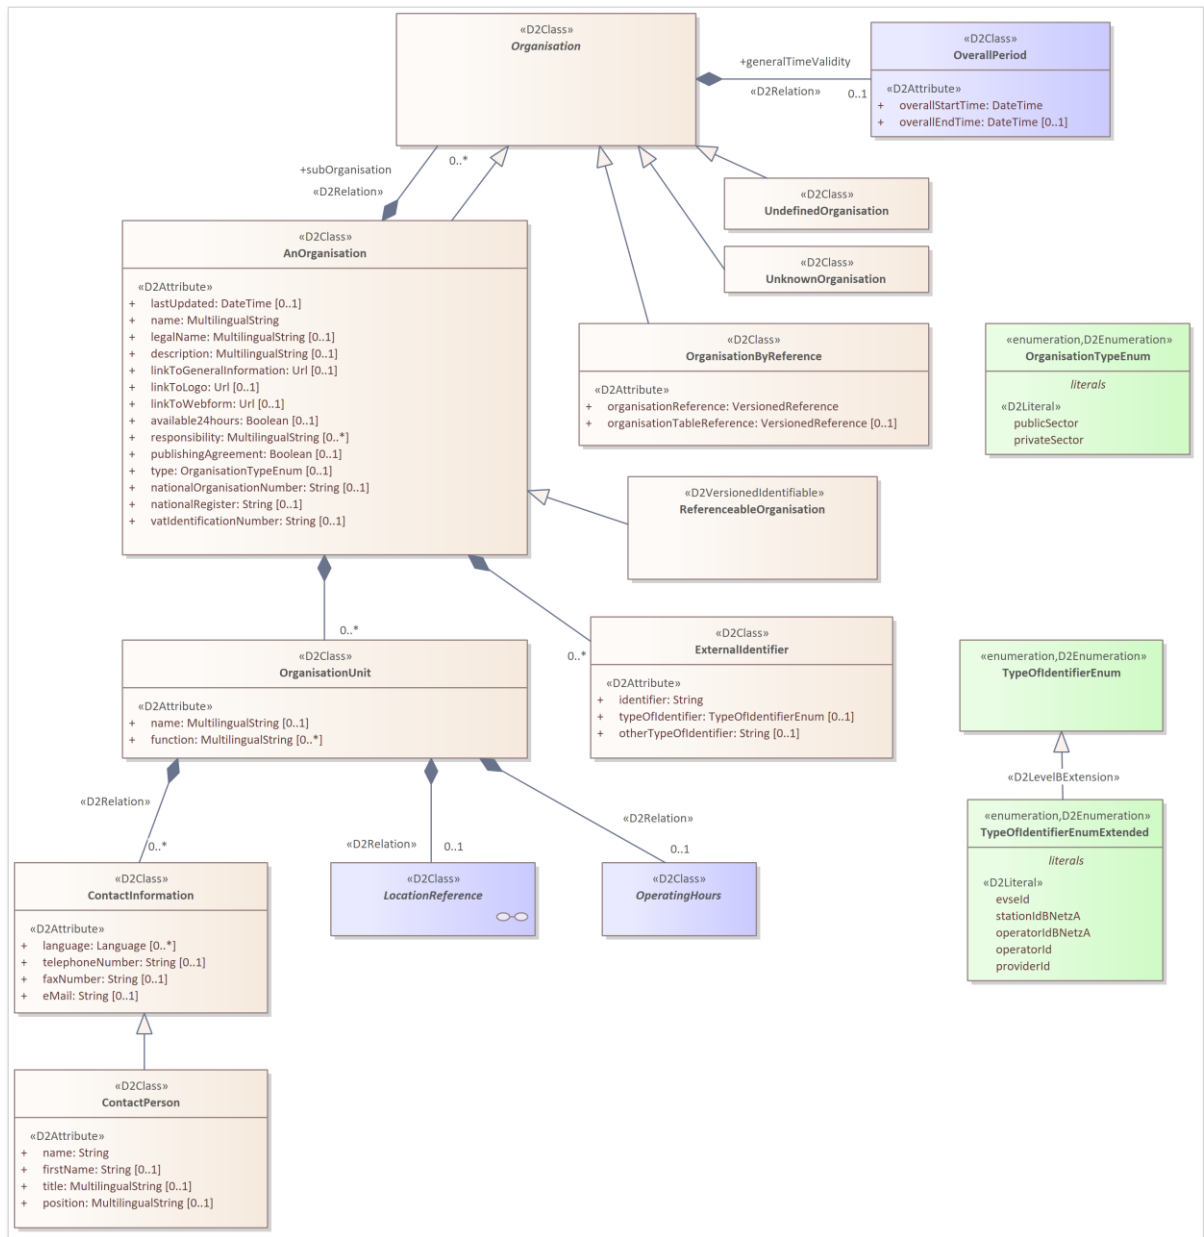 «D2Class»
Organisation
«D2Class»
OverallPeriod
«D2Attribute»
+ overallStartTime: DateTime
+ overallEndTime: DateTime [0..1]
+generalTimeValidity
«D2Relation»
0..1
+subOrganisation
0..*
«D2Relation»
«D2Class»
UndefinedOrganisation
«D2Class»
UnknownOrganisation
«D2Class»
AnOrganisation
«D2Attribute»
+ lastUpdated: DateTime [0..1]
+ name: MultilingualString
+ legalName: MultilingualString [0..1]
+ description: MultilingualString [0..1]
+ linkToGeneralInformation: Url [0..1]
+ linkToLogo: Url [0..1]
+ linkToWebform: Url [0..1]
+ available24hours: Boolean [0..1]
+ responsibility: MultilingualString [0..*]
+ publishingAgreement: Boolean [0..1]
+ type: OrganisationTypeEnum [0..1]
+ nationalOrganisationNumber: String [0..1]
+ nationalRegister: String [0..1]
+ vatIdentificationNumber: String [0..1]
«D2Class»
OrganisationByReference
«D2Attribute»
+ organisationReference: VersionedReference
+ organisationTableReference: VersionedReference [0..1]
«enumeration,D2Enumeration»
OrganisationTypeEnum
literals
«D2Literal»
publicSector
privateSector
«D2VersionedIdentifiable»
ReferenceableOrganisation
0..*
0..*
«D2Class»
OrganisationUnit
«D2Attribute»
+ name: MultilingualString [0..1]
+ function: MultilingualString [0..*]
«D2Class»
ExternalIdentifier
«D2Attribute»
+ identifier: String
+ typeOfIdentifier: TypeOfIdentifierEnum [0..1]
+ otherTypeOfIdentifier: String [0..1]
«enumeration,D2Enumeration»
TypeOfIdentifierEnum
«D2LevelBExtension»
«enumeration,D2Enumeration»
TypeOfIdentifierEnumExtended
literals
«D2Literal»
evseId
stationIdBNetzA
operatorIdBNetzA
operatorId
providerId
«D2Relation»
0..*
«D2Relation»
0..1
«D2Relation»
0..1
«D2Class»
ContactInformation
«D2Attribute»
+ language: Language [0..*]
+ telephoneNumber: String [0..1]
+ faxNumber: String [0..1]
+ eMail: String [0..1]
«D2Class»
LocationReference
«D2Class»
OperatingHours
«D2Class»
ContactPerson
«D2Attribute»
+ name: String
+ firstName: String [0..1]
+ title: MultilingualString [0..1]
+ position: MultilingualString [0..1]